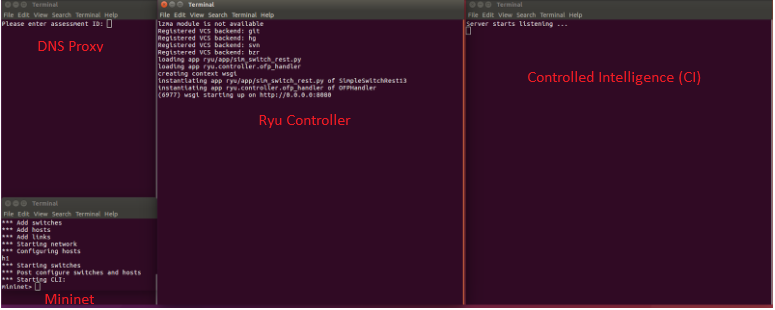 Terminal
File Edit View Search Terminal Help
Please enter assessment ID:
DNS Proxy
Terminal
File Edit View Search Terminal Help
lzma module is not available
Registered VCS backend: git
Registered VCS backend: hg
Registered VCS backend: svn
Registered VCS backend: bzr
loading app ryu/app/sim_switch_rest.py
loading app ryu.controller.ofp_handler
creating context wsgi
instantiating app ryu/app/sim_switch_rest.py of SimpleSwitchRest13
instantiating app ryu.controller.ofp_handler of OFPHandler
(6977) wsgi starting up on http://0.0.0.0:8080
Ryu Controller
Terminal
File Edit View Search Terminal Help
Server starts listening ...
Controlled Intelligence (CI)
Terminal
File Edit View Search Terminal Help
*** Add switches
*** Add hosts
*** Add links
*** Starting network
*** Configuring hosts
h1
*** Starting switches
*** Post configure switches and hosts
*** Starting CLI:
mininet>
Mininet